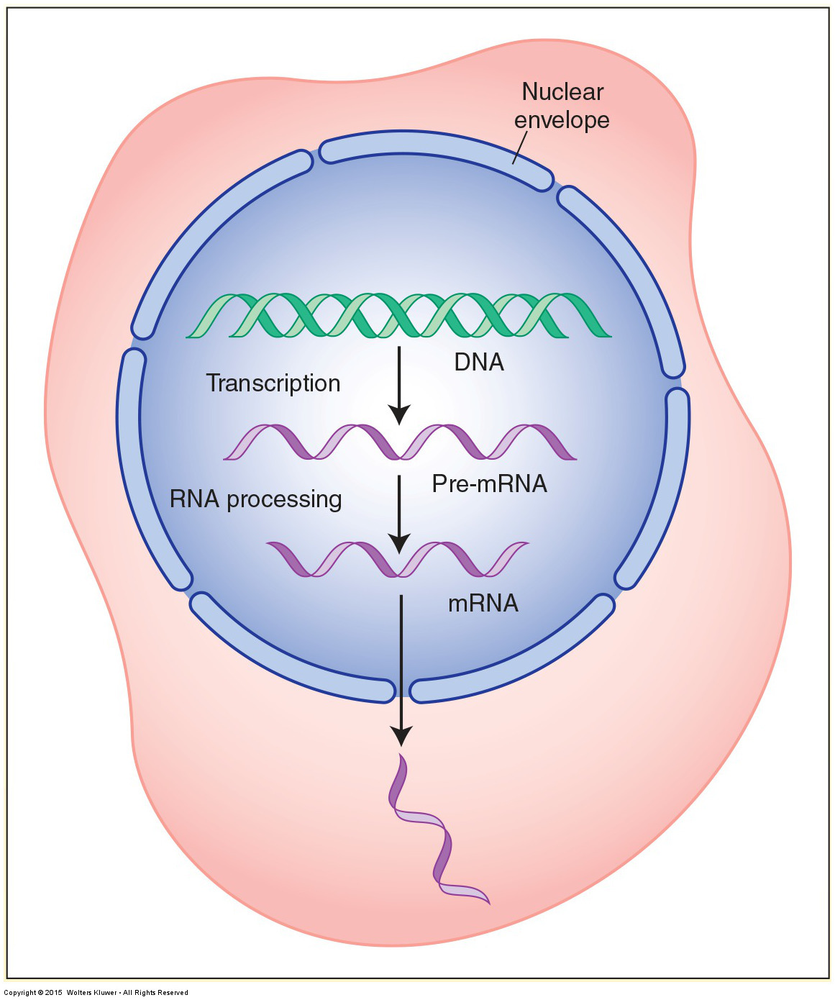 Nuclear
envelope
DNA
Transcription
Pre-mRNA
RNA processing
mRNA
Copyright © 2015 Wolters Kluwer • All Rights Reserved